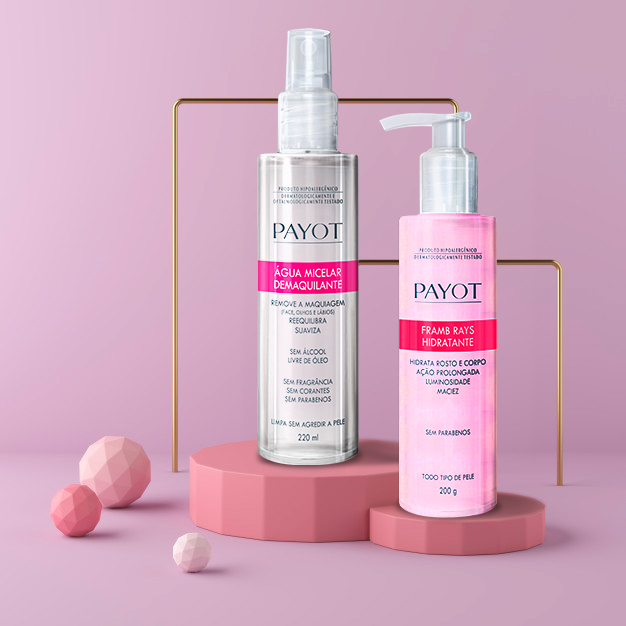 PRODUTO HIPOALERGÊNICO
DERMATOLOGICAMENTE E
OFTALMOLOGICAMENTE TESTADO
PAYOT
ÁGUA MICELAR
DEMAQUILANTE
REMOVE A MAQUIAGEM
(FACE, OLHOS E LÁBIOS)
REEQUILIBRA
SUAVIZA
SEM ÁLCOOL
LIVRE DE ÓLEO
SEM FRAGRÂNCIA
SEM CORANTES
SEM PARABENOS
LIMPA SEM AGREDIR A PELE
220 ml
PRODUTO HIPOALERGÊNICO
DERMATOLOGICAMENTE TESTADO
PAYOT
FRAMB RAYS
HIDRATANTE
HIDRATA ROSTO E CORPO
AÇÃO PROLONGADA
LUMINOSIDADE
MACIEZ
SEM PARABENOS
TODO TIPO DE PELE
200 g